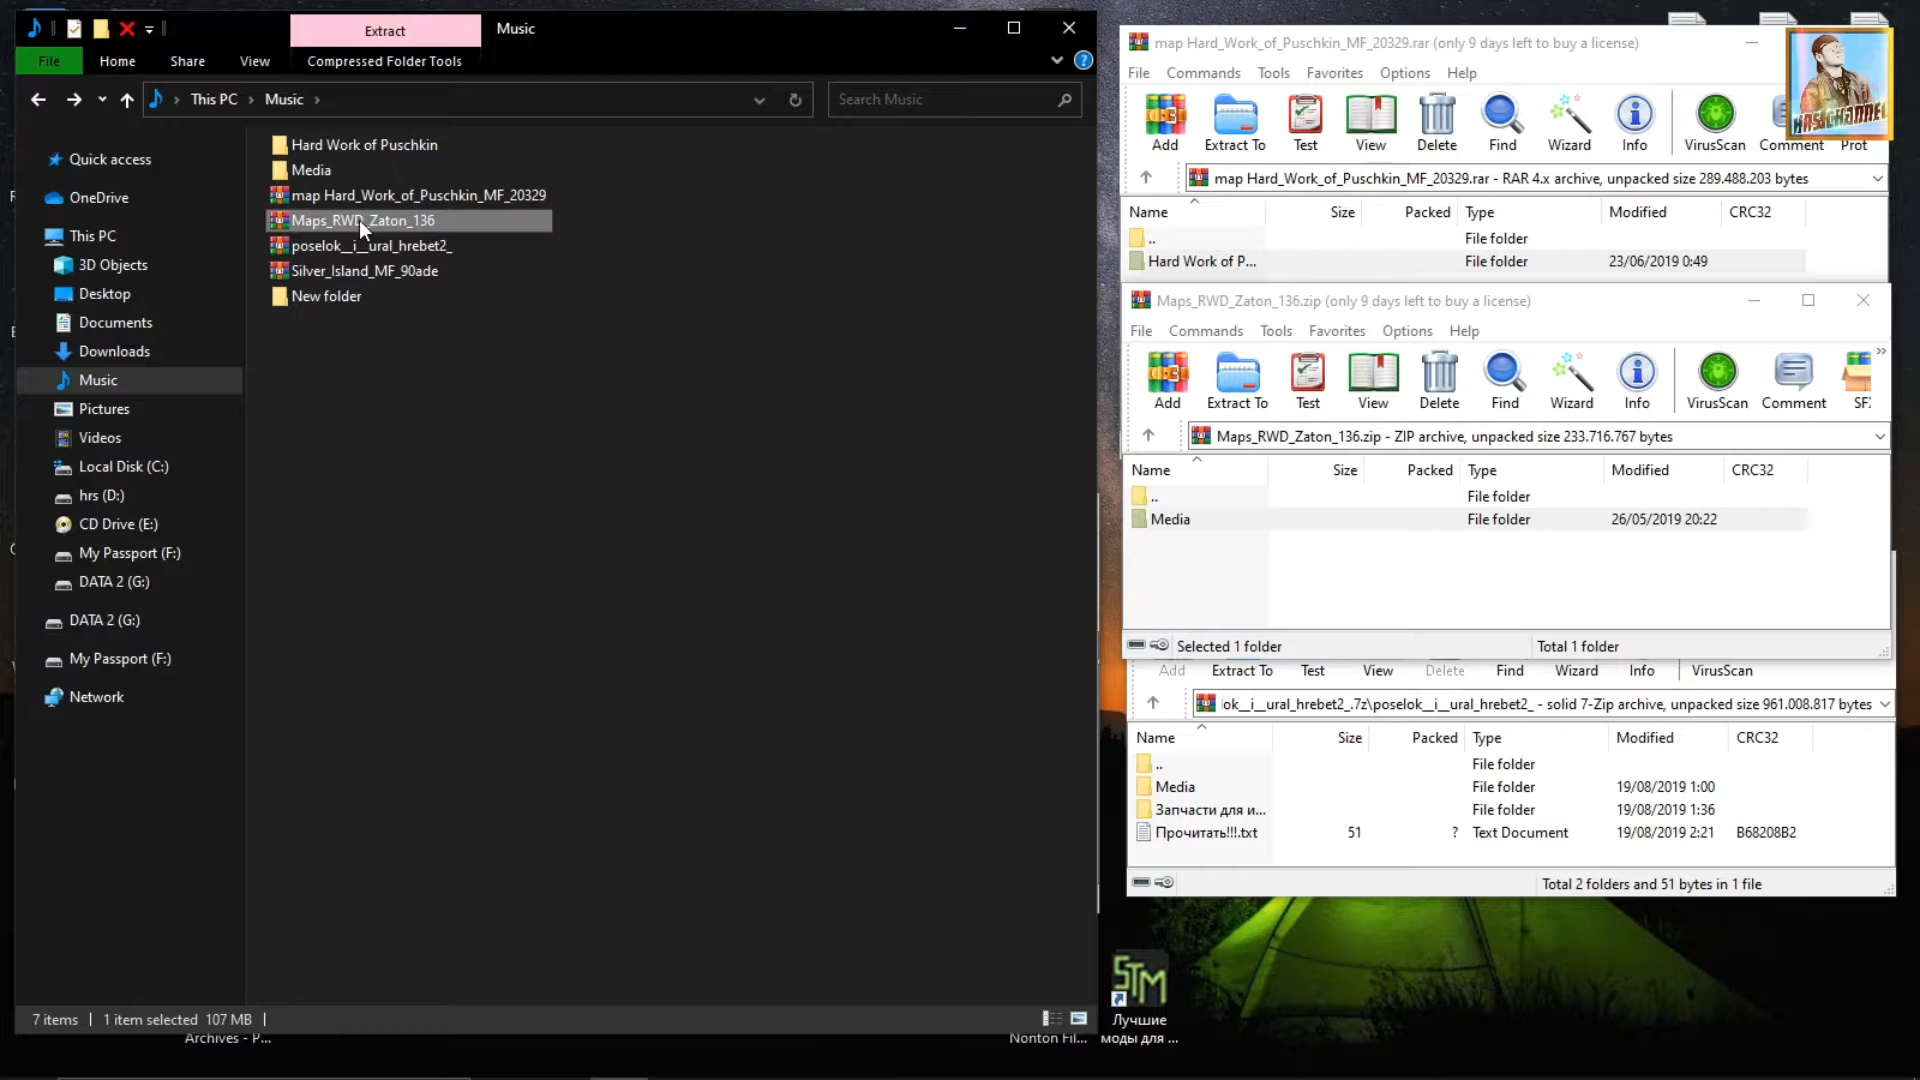 Extract
Music
File
Home
Share
View
Compressed Folder Tools
This PC
Music
Search Music
Quick access
OneDrive
This PC
3D Objects
Desktop
Documents
Downloads
Music
Pictures
Videos
Local Disk (C:)
hrs (D:)
CD Drive (E:)
My Passport (F:)
DATA 2 (G:)
DATA 2 (G:)
My Passport (F:)
Network
Hard Work of Puschkin
Media
map Hard_Work_of_Puschkin_MF_20329
Maps_RWD_Zaton_136
poselok__i__ural_hrebet2_
Silver_Island_MF_90ade
New folder
7 items
1 item selected 107 MB
Archives - P...
Nonton Fil...
Лучшие
моды для ...
map Hard_Work_of_Puschkin_MF_20329.rar (only 9 days left to buy a license)
File Commands Tools Favorites Options Help
Add Extract To Test View Delete Find Wizard Info VirusScan Comment Prot
map Hard_Work_of_Puschkin_MF_20329.rar - RAR 4.x archive, unpacked size 289.488.203 bytes
Name Size Packed Type Modified CRC32
.. File folder
Hard Work of P... File folder 23/06/2019 0:49
Maps_RWD_Zaton_136.zip (only 9 days left to buy a license)
File Commands Tools Favorites Options Help
Add Extract To Test View Delete Find Wizard Info VirusScan Comment SF
Maps_RWD_Zaton_136.zip - ZIP archive, unpacked size 233.716.767 bytes
Name Size Packed Type Modified CRC32
.. File folder
Media File folder 26/05/2019 20:22
Selected 1 folder
Total 1 folder
Add Extract To Test View Delete Find Wizard Info VirusScan
ok__i__ural_hrebet2_.7z\poselok__i__ural_hrebet2_ - solid 7-Zip archive, unpacked size 961.008.817 bytes
Name Size Packed Type Modified CRC32
.. File folder
Media File folder 19/08/2019 1:00
Запчасти для и... File folder 19/08/2019 1:36
Прочитать!!!.txt 51 ? Text Document 19/08/2019 2:21 B68208B2
Total 2 folders and 51 bytes in 1 file
STM